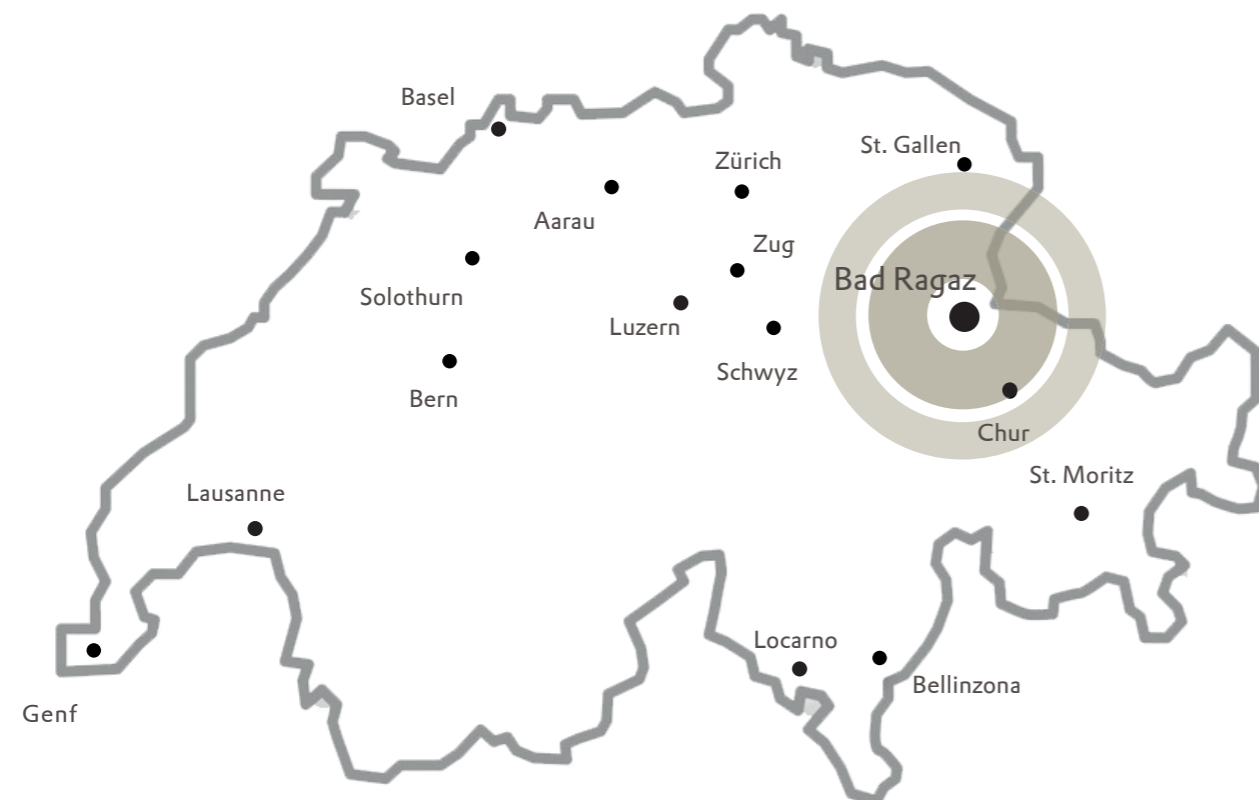 Basel
St. Gallen
Zürich
Aarau
Zug
Bad Ragaz
Solothurn
Luzern
Schwyz
Bern
Chur
St. Moritz
Lausanne
Locarno
Bellinzona
Genf